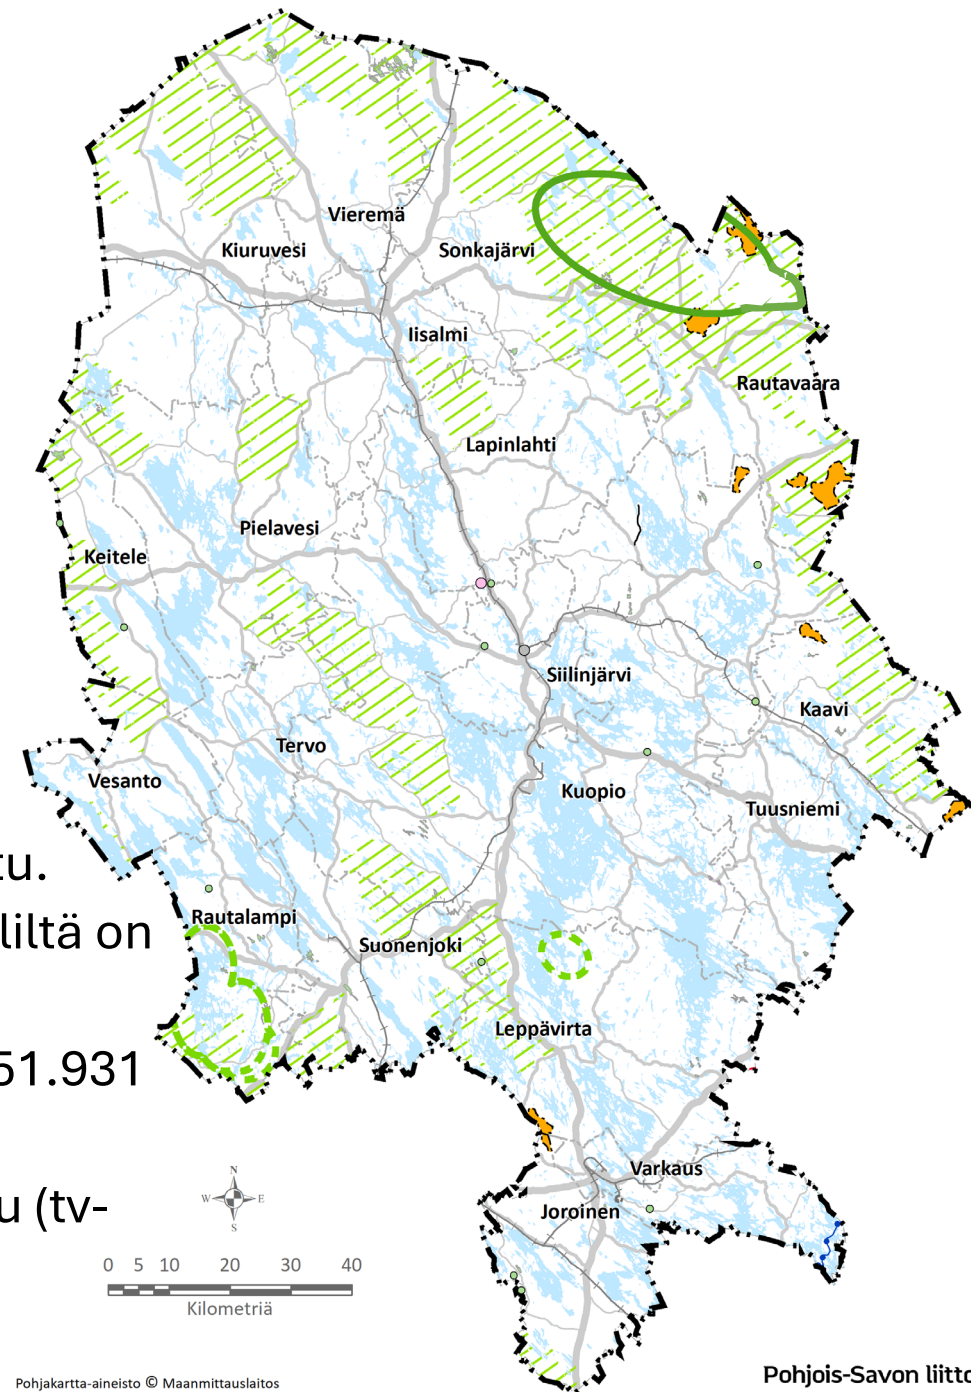 Vieremä
Kiuruvesi
Sonkajärvi
Iisalmi
Rautavaara
Lapinlahti
Pielavesi
Keitele
Siilinjärvi
Kaavi
Tervo
Vesanto
Kuopio
Tuusniemi
tu.
Rautalampi
liltä on
Suonenjoki
Leppävirta
51.931
Varkaus
u (tv-
Joroinen
N
W E
S
0 5 10 20 30 40
Kilometriä
Pohjakartta-aineisto © Maanmittauslaitos
Pohjois-Savon liitto